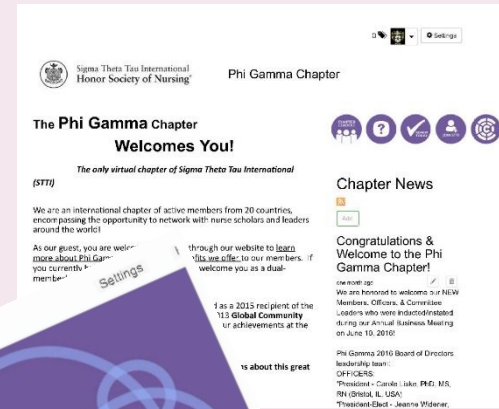 0
Settings
Sigma Theta Tau International
Honor Society of Nursing®
Phi Gamma Chapter
The Phi Gamma Chapter
Welcomes You!
The only virtual chapter of Sigma Theta Tau International
(STTI)
We are an international chapter of active members from 20 countries,
encompassing the opportunity to network with nurse scholars and leaders
around the world!
As our guest, you are through our website to learn
more about Phi we offer to our members. If
you currently welcome you as a dual-
Settings
as a 2015 recipient of the
Global Community
ur achievements at the
about this great
Chapter News
Add
Congratulations &
Welcome to the Phi
Gamma Chapter!
one month ago
We are honored to welcome our NEW
Members, Officers, & Committee
Leaders who were inducted/instated
during our Annual Business Meeting
on June 10, 2016!
Phi Gamma 2016 Board of Directors
leadership team:
OFFICERS:
*President - Carole Liske, PhD, MS,
RN (Bristol, IL, USA)
*President-Elect - Jeanne Widener,